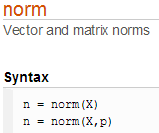 norm
Vector and matrix norms
Syntax
n = norm(X)
n = norm(X,p)